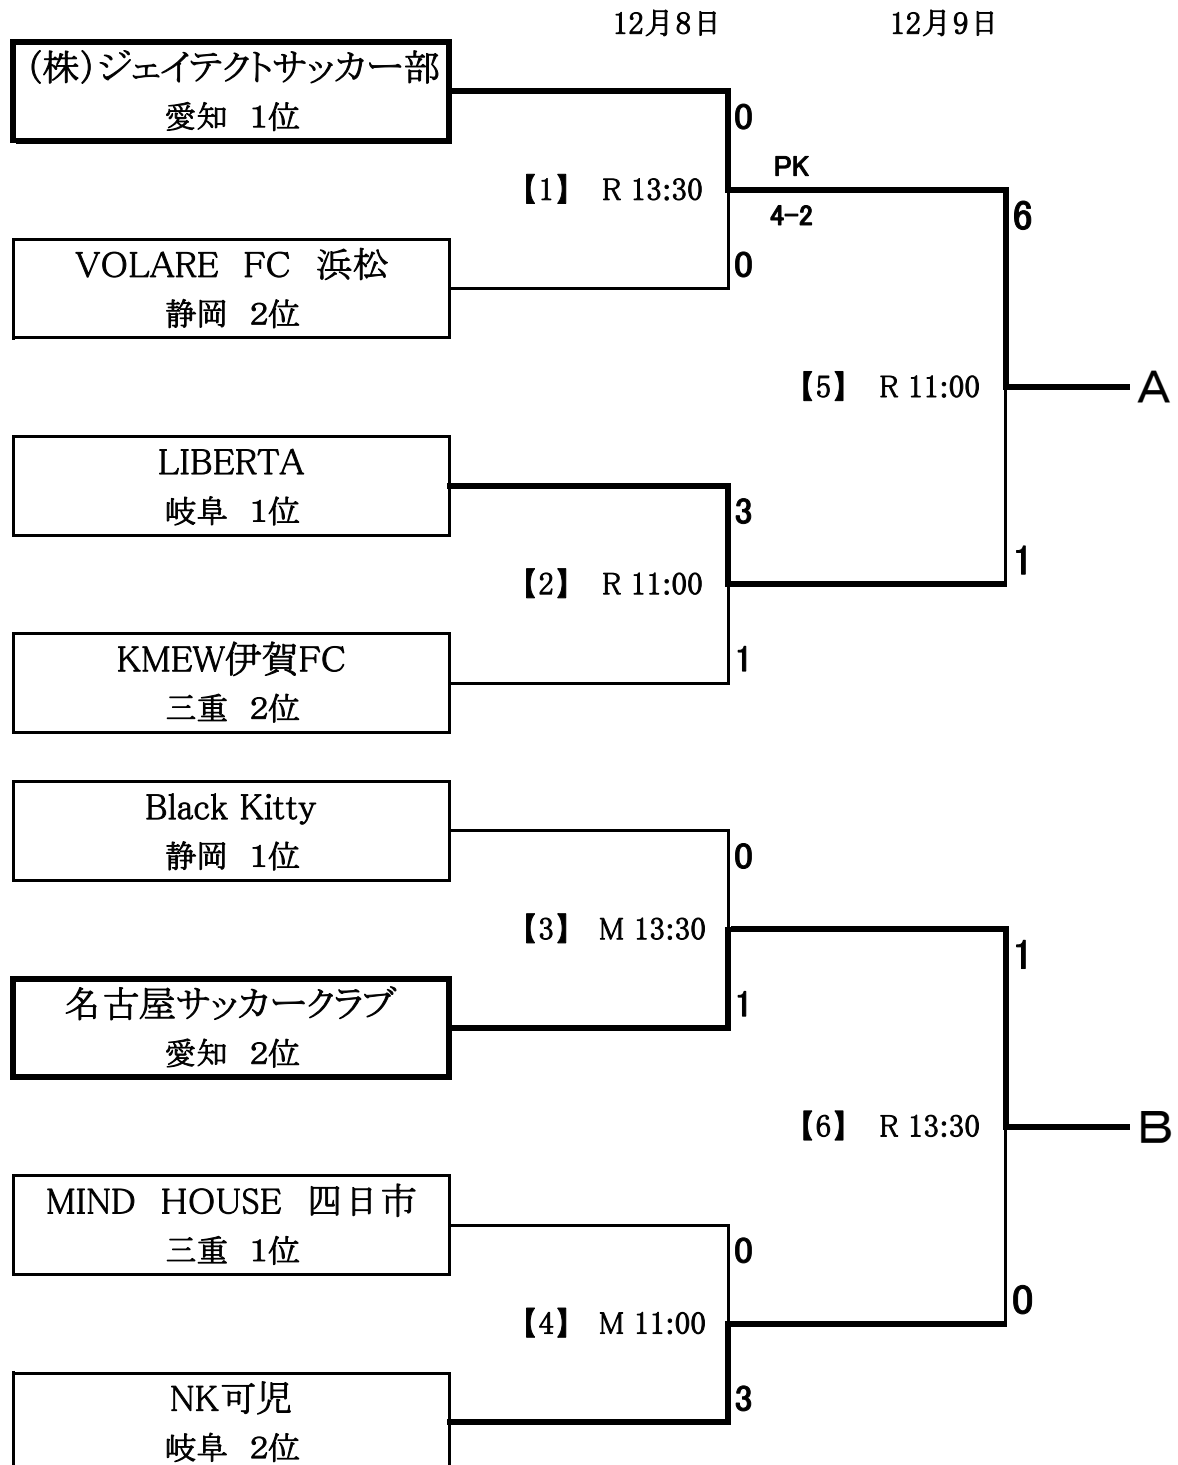 12月8日 12月9日
(株)ジェイテクトサッカー部
愛知 1位
0
【1】 R 13:30
PK
4-2
6
VOLARE FC 浜松
静岡 2位
0
【5】 R 11:00
A
LIBERTA
岐阜 1位
3
【2】 R 11:00
1
KMEW伊賀FC
三重 2位
1
Black Kitty
静岡 1位
0
【3】 M 13:30
1
名古屋サッカークラブ
愛知 2位
1
【6】 R 13:30
B
MIND HOUSE 四日市
三重 1位
0
【4】 M 11:00
0
NK可児
岐阜 2位
3